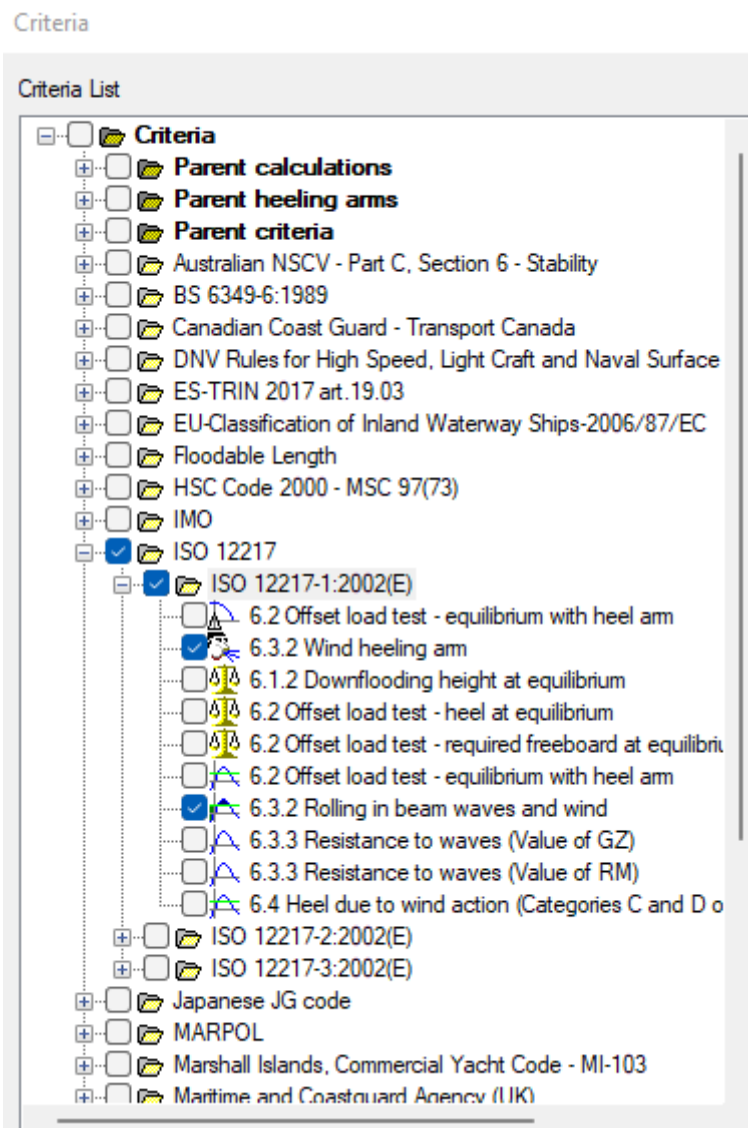 Criteria
Criteria List
Criteria
Parent calculations
Parent heeling arms
Parent criteria
Australian NSCV - Part C, Section 6 - Stability
BS 6349-6:1989
Canadian Coast Guard - Transport Canada
DNV Rules for High Speed, Light Craft and Naval Surface
ES-TRIN 2017 art.19.03
EU-Classification of Inland Waterway Ships-2006/87/EC
Floodable Length
HSC Code 2000 - MSC 97(73)
IMO
ISO 12217
ISO 12217-1:2002(E)
6.2 Offset load test - equilibrium with heel arm
6.3.2 Wind heeling arm
6.1.2 Downflooding height at equilibrium
6.2 Offset load test - heel at equilibrium
6.2 Offset load test - required freeboard at equilibriu
6.2 Offset load test - equilibrium with heel arm
6.3.2 Rolling in beam waves and wind
6.3.3 Resistance to waves (Value of GZ)
6.3.3 Resistance to waves (Value of RM)
6.4 Heel due to wind action (Categories C and D o
ISO 12217-2:2002(E)
ISO 12217-3:2002(E)
Japanese JG code
MARPOL
Marshall Islands, Commercial Yacht Code - MI-103
Maritime and Coastguard Agency (UK)